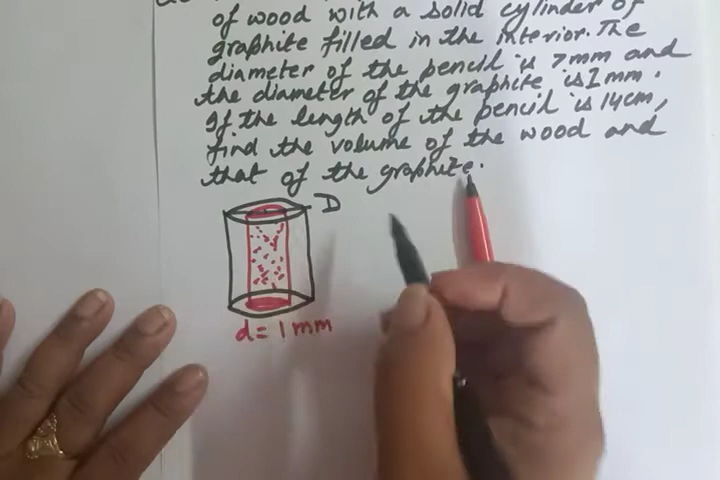 of wood with a solid cylinder of
graphite filled in the interior. The
diameter of the pencil is 7mm and
the diameter of the graphite is 1mm.
If the length of the pencil is 14cm,
find the volume of the wood and
that of the graphite.
D
d = 1 mm